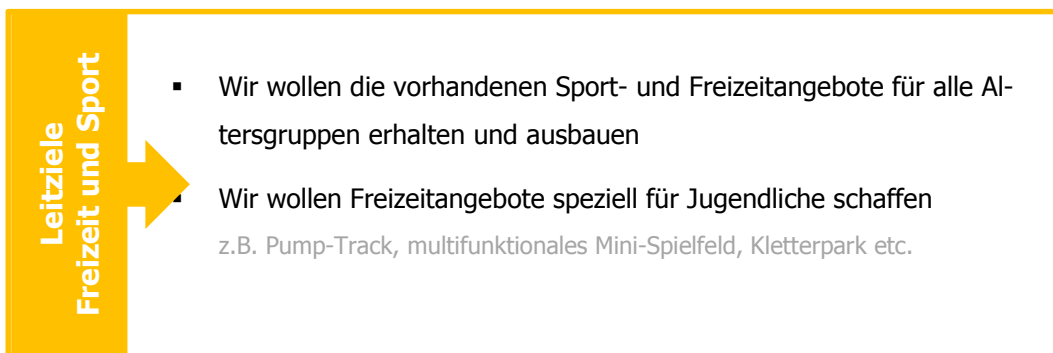 Leitziele
Freizeit und Sport
▪ Wir wollen die vorhandenen Sport- und Freizeitangebote für alle Al-
tersgruppen erhalten und ausbauen
▪ Wir wollen Freizeitangebote speziell für Jugendliche schaffen
z.B. Pump-Track, multifunktionales Mini-Spielfeld, Kletterpark etc.